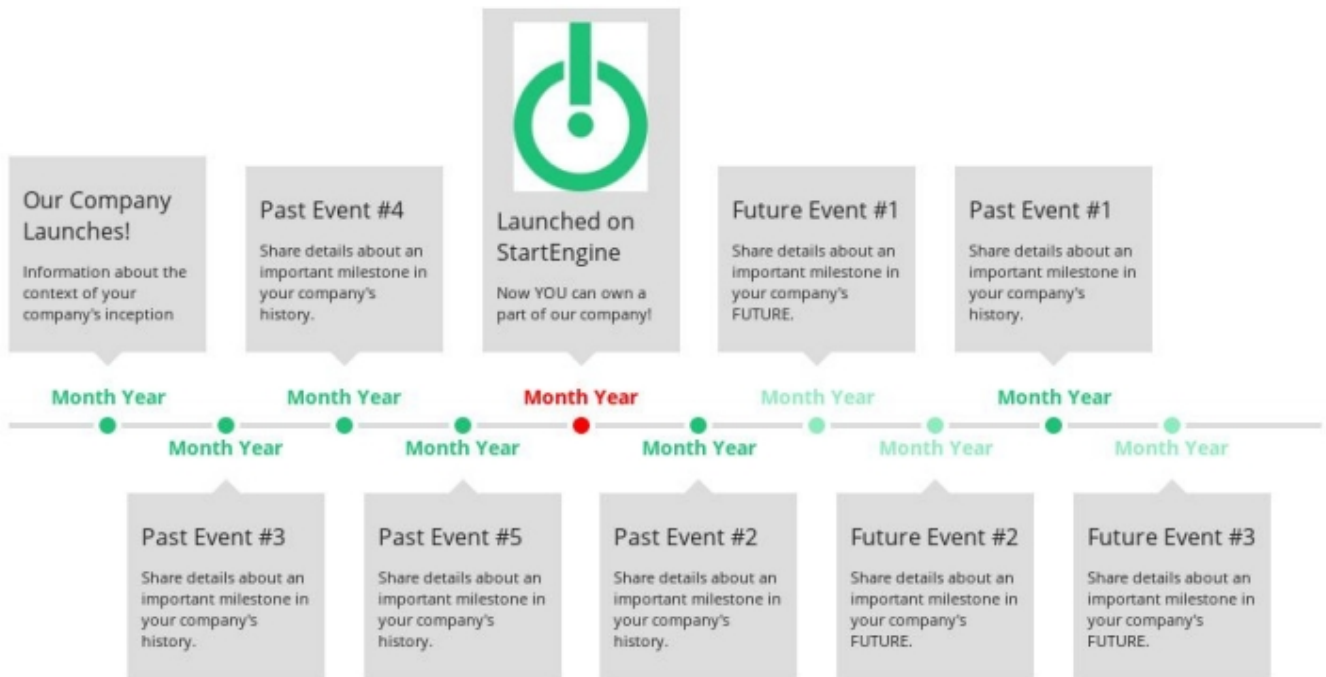 Our Company
Launches!
Information about the
context of your
company's inception
Month Year
Past Event #3
Share details about an
important milestone in
your company's
history.
Month Year
Past Event #4
Share details about an
important milestone in
your company's
history.
Month Year
Past Event #5
Share details about an
important milestone in
your company's
history.
Month Year
Launched on
StartEngine
Now YOU can own a
part of our company!
Month Year
Past Event #2
Share details about an
important milestone in
your company's
history.
Month Year
Future Event #1
Share details about an
important milestone in
your company's
FUTURE.
Month Year
Future Event #2
Share details about an
important milestone in
your company's
FUTURE.
Month Year
Past Event #1
Share details about an
important milestone in
your company's
history.
Month Year
Future Event #3
Share details about an
important milestone in
your company's
FUTURE.
Month Year